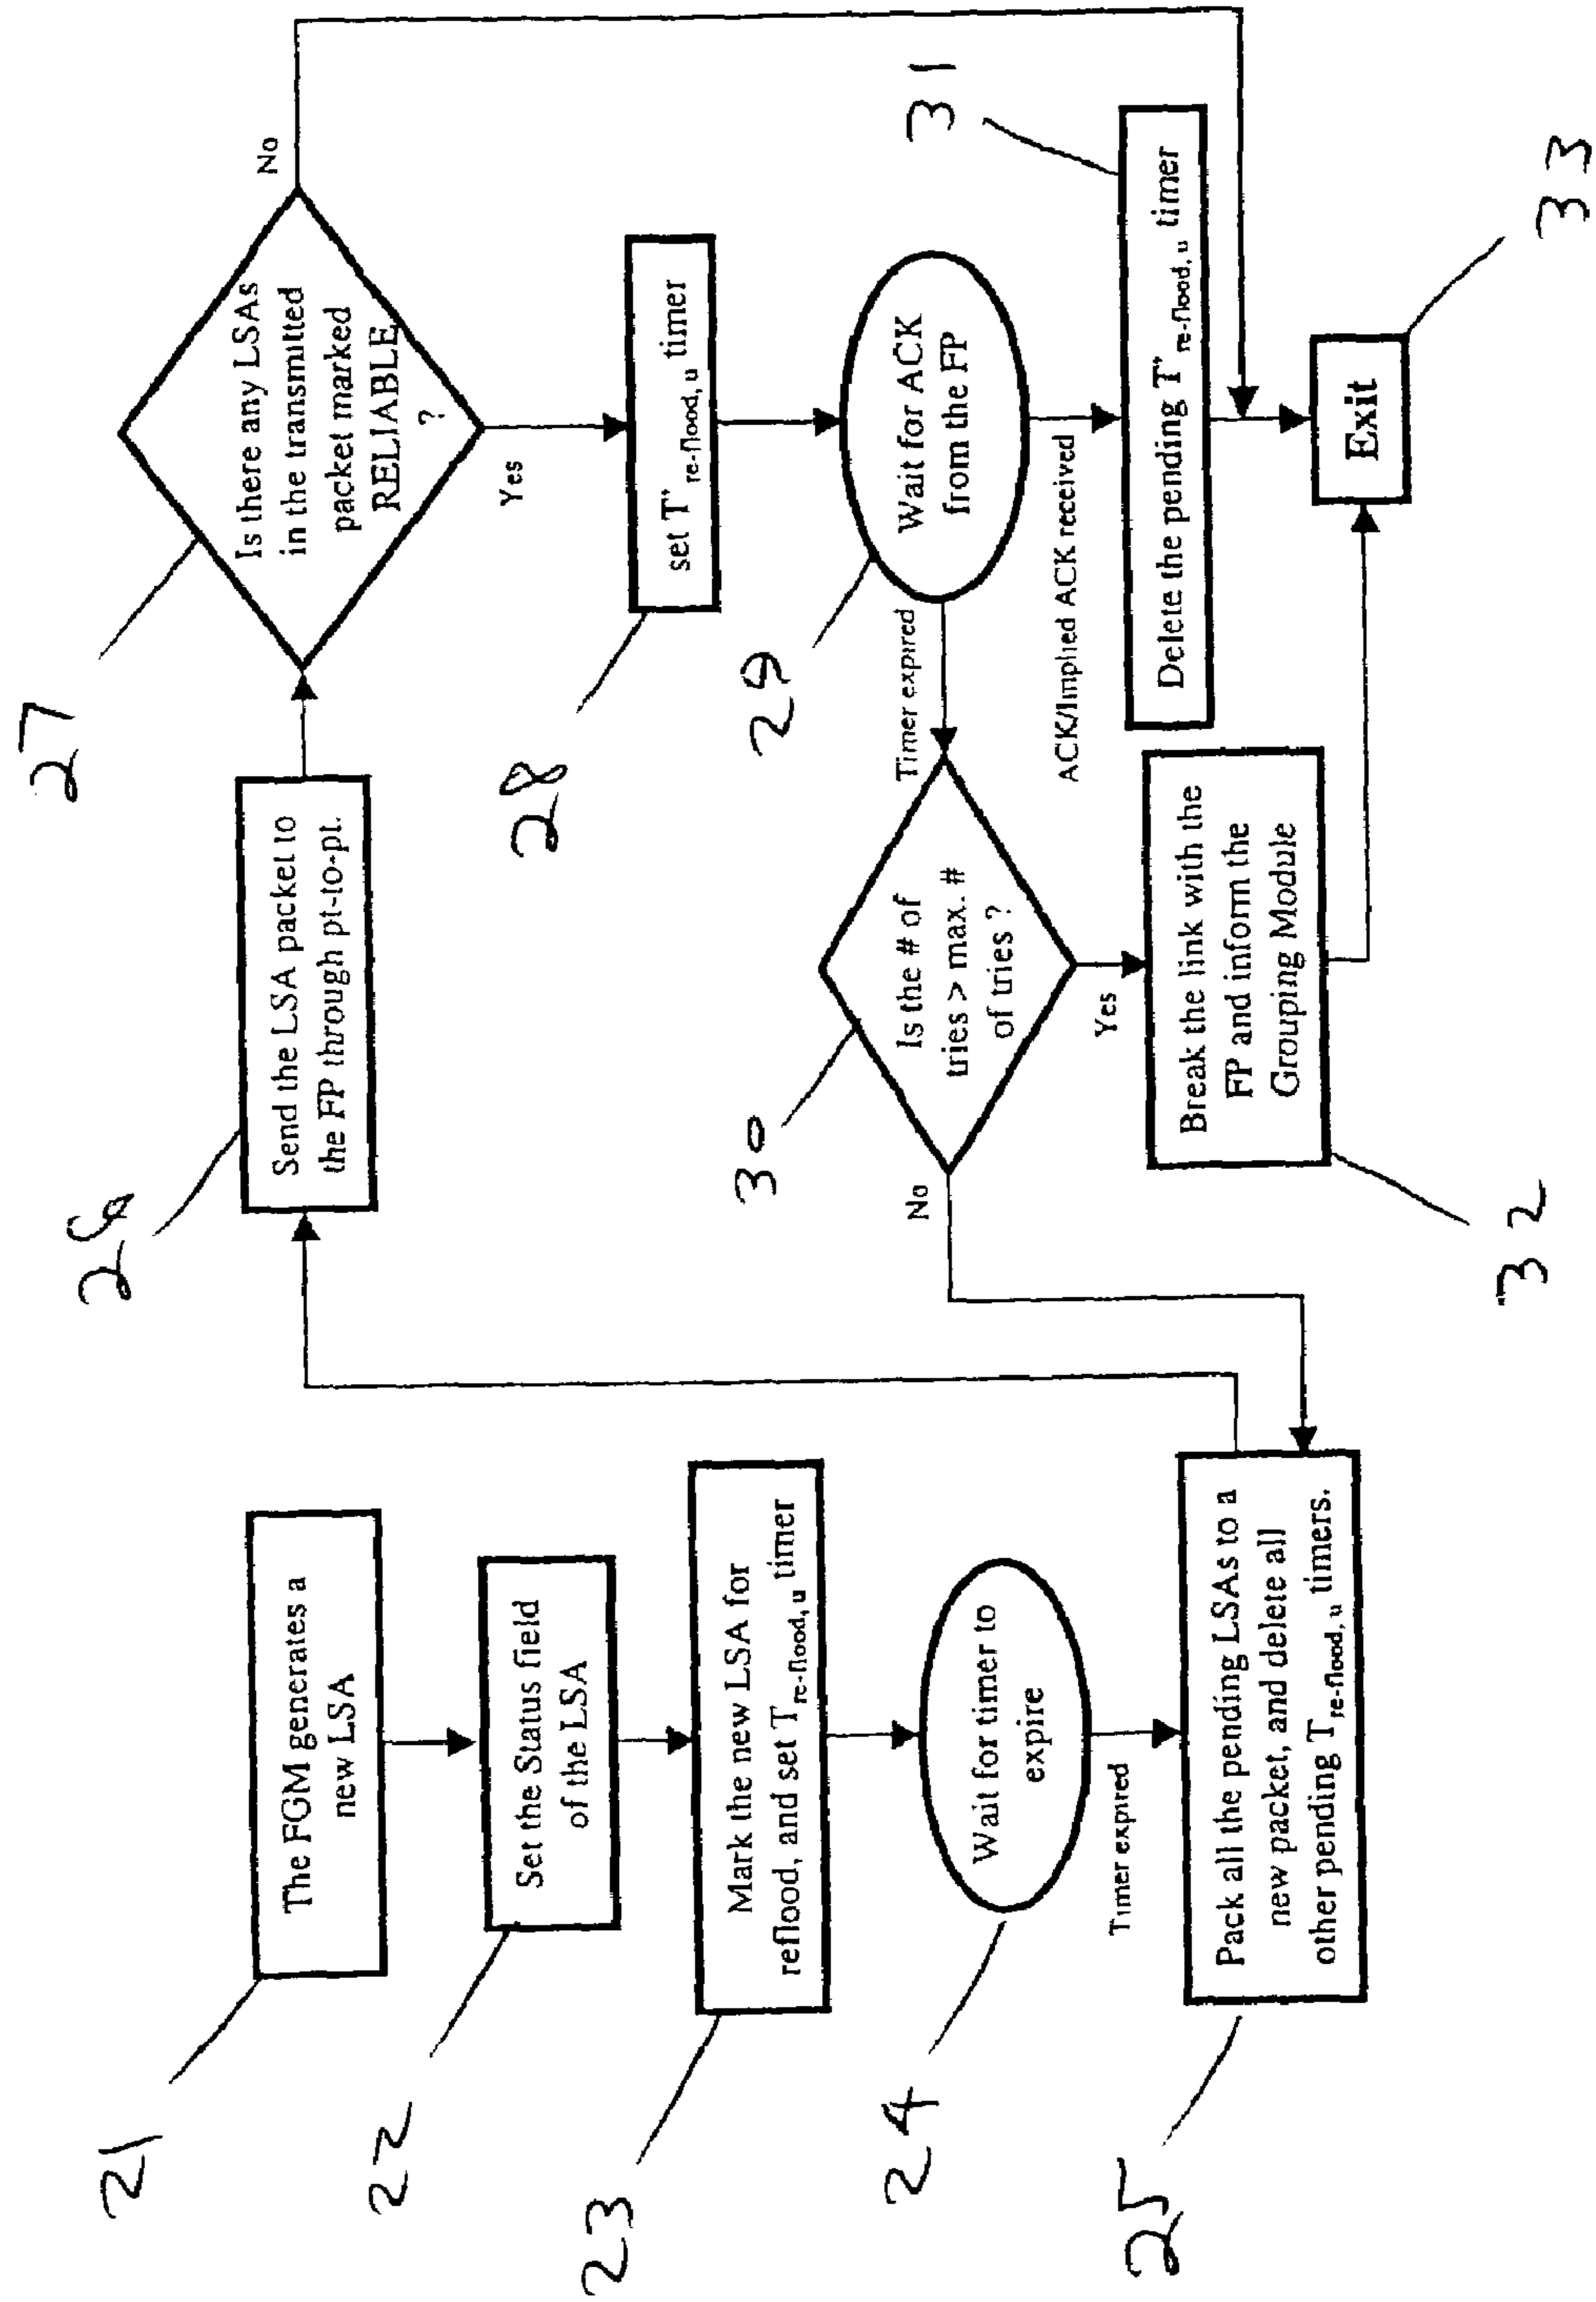 21
The FGM generates a
new LSA
22
Set the Status field
of the LSA
23
Mark the new LSA for
reflood, and set T re-flood, u timer
24
Wait for timer to
expire
Timer expired
25
Pack all the pending LSAs to a
new packet, and delete all
other pending T re-flood, u timers.
26
Send the LSA packet to
the FP through pt-to-pt.
27
Is there any LSAs
in the transmitted
packet marked
RELIABLE
?
No
Yes
28
set T" re-flood, u timer
29
Wait for ACK
from the FP
Timer expired
ACK/Implied ACK received
30
Is the # of
tries > max. #
of tries ?
No
Yes
31
Delete the pending T" re-flood, u timer
32
Break the link with the
FP and inform the
Grouping Module
Exit
33